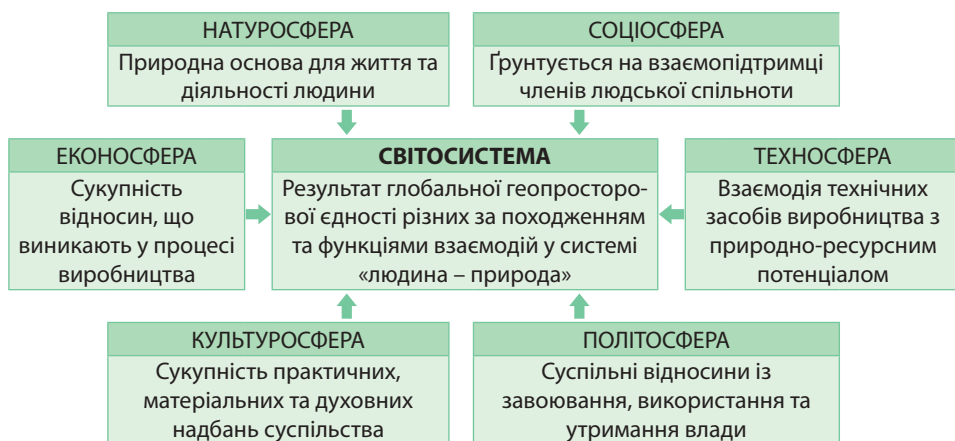 НАТУРОСФЕРА
Природна основа для життя та
діяльності людини
СОЦІОСФЕРА
Ґрунтується на взаємопідтримці
членів людської спільноти
ЕКОНОСФЕРА
Сукупність
відносин, що
виникають у процесі
виробництва
СВІТОСИСТЕМА
Результат глобальної геопросторо-
вої єдності різних за походженням
та функціями взаємодій у системі
«людина – природа»
ТЕХНОСФЕРА
Взаємодія технічних
засобів виробництва з
природно-ресурсним
потенціалом
КУЛЬТУРОСФЕРА
Сукупність практичних,
матеріальних та духовних
надбань суспільства
ПОЛІТОСФЕРА
Суспільні відносини із
завоювання, використання та
утримання влади